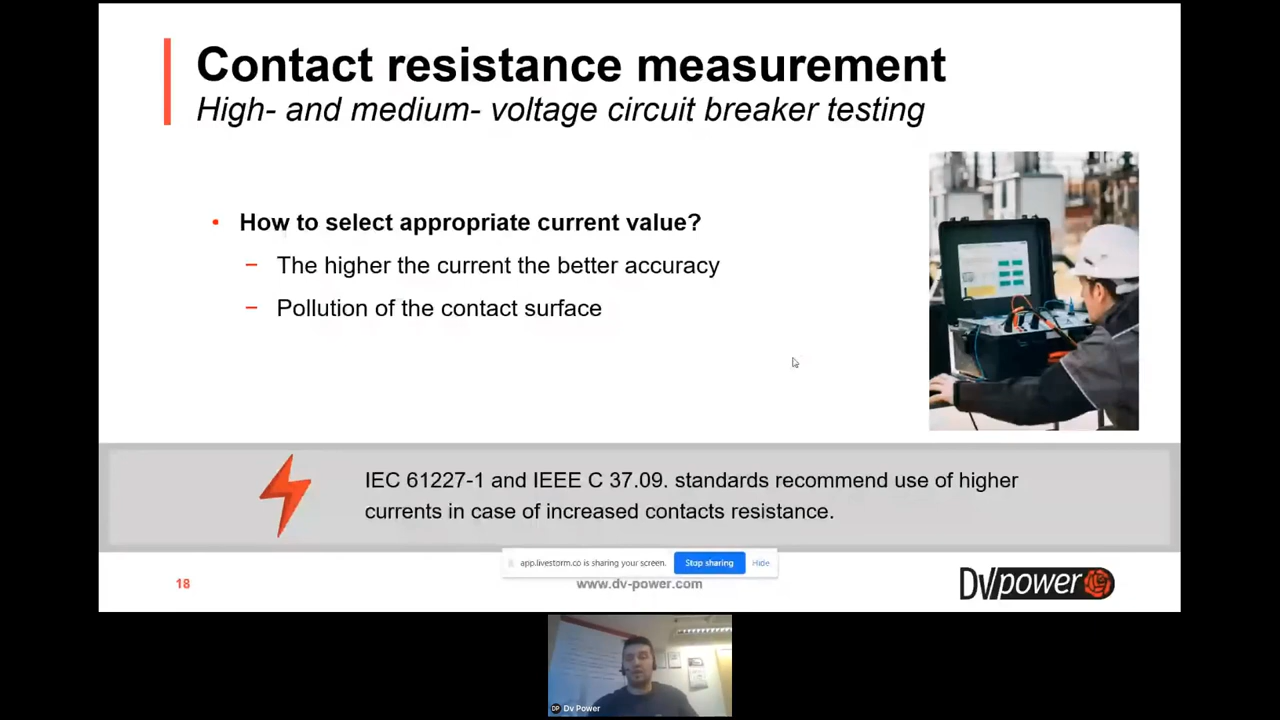 Contact resistance measurement
High- and medium- voltage circuit breaker testing
• How to select appropriate current value?
– The higher the current the better accuracy
– Pollution of the contact surface
IEC 61227-1 and IEEE C 37.09. standards recommend use of higher
currents in case of increased contacts resistance.
app.livestorm.co is sharing your screen.
Stop sharing
Hide
18
www.dv-power.com
DV power
DP Dv Power